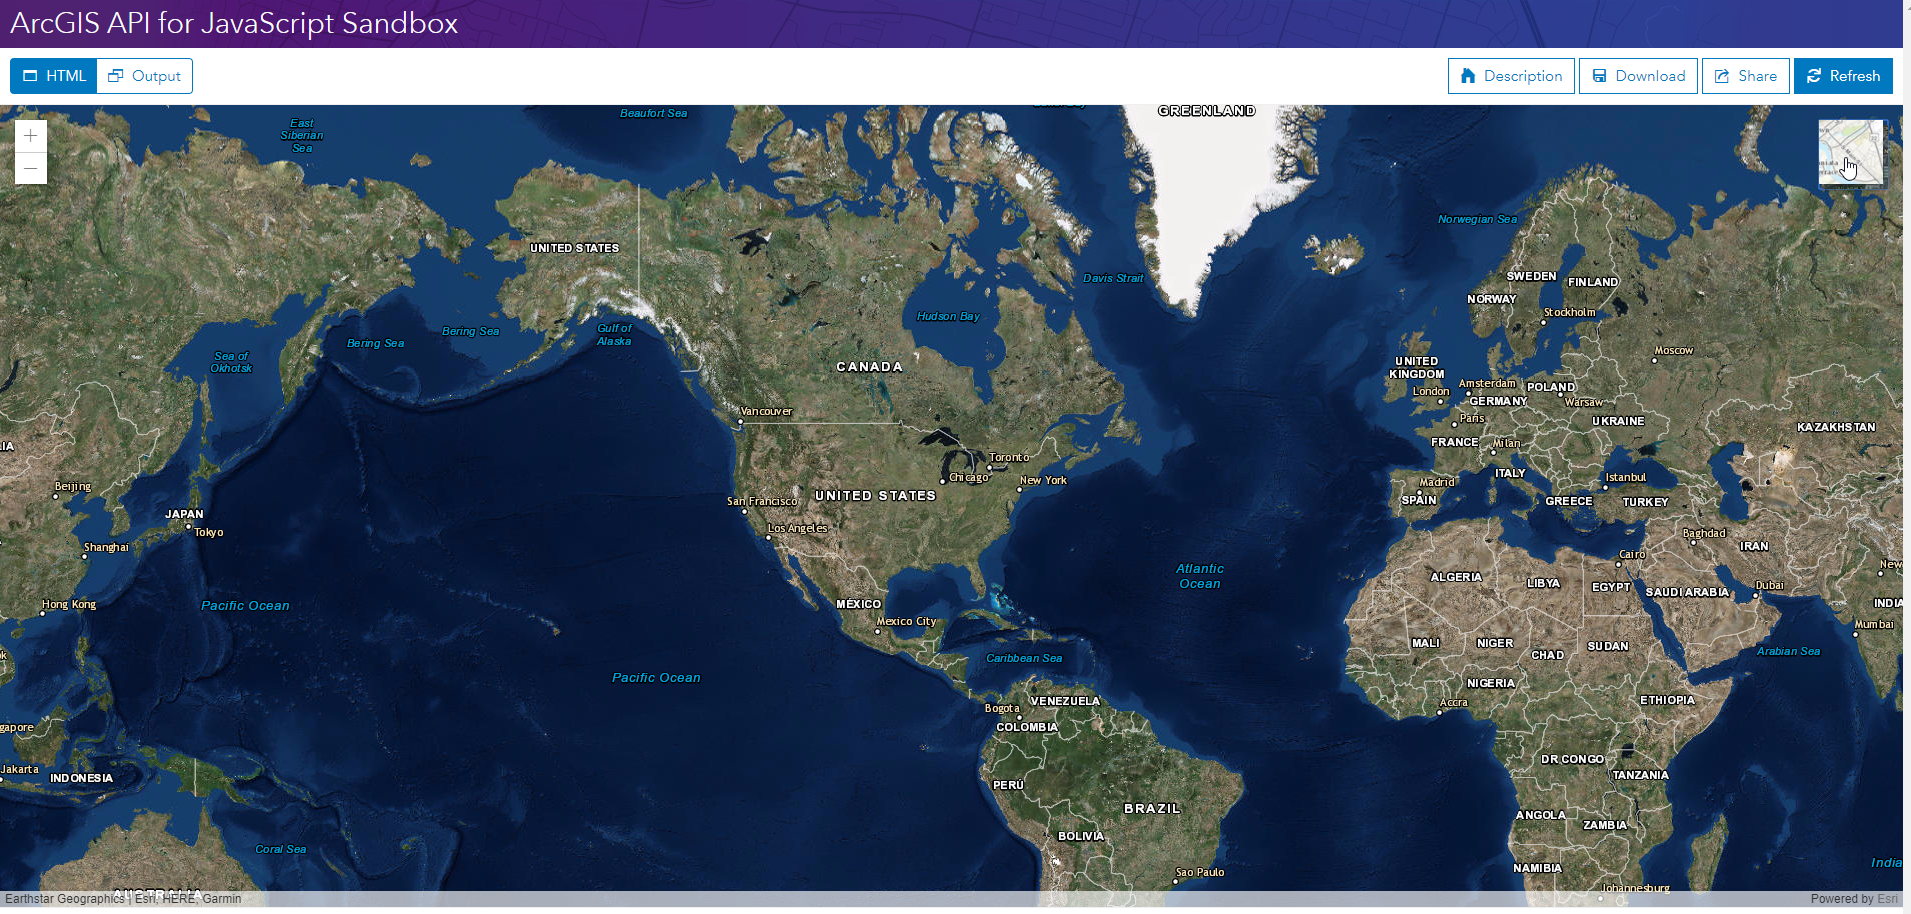 ArcGIS API for JavaScript Sandbox
HTML
Output
Description
Download
Share
Refresh
GREENLAND
Beaufort Sea
East
Siberian
Sea
Norwegian Sea
UNITED STATES
Davis Strait
SWEDEN
FINLAND
NORWAY
Stockholm
Hudson Bay
Bering Sea
Gulf of
Alaska
Bering Sea
Sea of
Okhotsk
Moscow
CANADA
UNITED
KINGDOM
Amsterdam
POLAND
London
GERMANY
Warsaw
Vancouver
Paris
UKRAINE
KAZAKHSTAN
FRANCE
Milan
IA
Toronto
Chicago
New York
ITALY
Istanbul
Madrid
Beijing
San Francisco
UNITED STATES
SPAIN
GREECE
TURKEY
JAPAN
Tokyo
Los Angeles
Baghdad
IRAN
Shanghai
Cairo
New
Atlantic
Ocean
ALGERIA
LIBYA
EGYPT
SAUDI ARABIA
Dubai
Hong Kong
Pacific Ocean
MÉXICO
INDIA
Mexico City
Mumbai
MALI
NIGER
CHAD
SUDAN
Arabian Sea
Caribbean Sea
Pacific Ocean
NIGERIA
ETHIOPIA
VENEZUELA
Bogota
Accra
COLOMBIA
gapore
DR CONGO
Jakarta
INDONESIA
TANZANIA
PERÚ
BRAZIL
ANGOLA
ZAMBIA
BOLIVIA
Coral Sea
India
NAMIBIA
Sao Paulo
Johannesburg
AUSTRALIA
Earthstar Geographics | Esri, HERE, Garmin
Powered by Esri